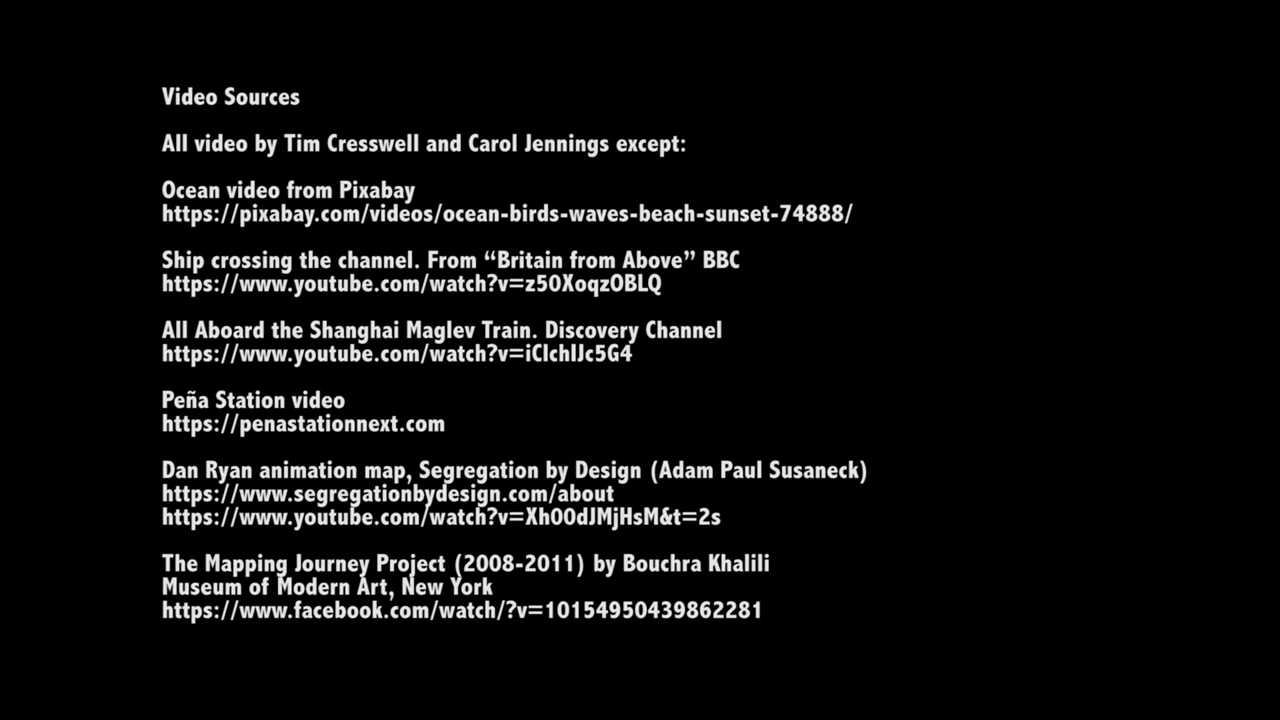 Video Sources
All video by Tim Cresswell and Carol Jennings except:
Ocean video from Pixabay
https://pixabay.com/videos/ocean-birds-waves-beach-sunset-74888/
Ship crossing the channel. From “Britain from Above” BBC
https://www.youtube.com/watch?v=z50XoqzOBLQ
All Aboard the Shanghai Maglev Train. Discovery Channel
https://www.youtube.com/watch?v=iCIchIJc5G4
Peña Station video
https://penastationnext.com
Dan Ryan animation map, Segregation by Design (Adam Paul Susaneck)
https://www.segregationbydesign.com/about
https://www.youtube.com/watch?v=Xh00dJMjHsM&t=2s
The Mapping Journey Project (2008-2011) by Bouchra Khalili
Museum of Modern Art, New York
https://www.facebook.com/watch/?v=10154950439862281